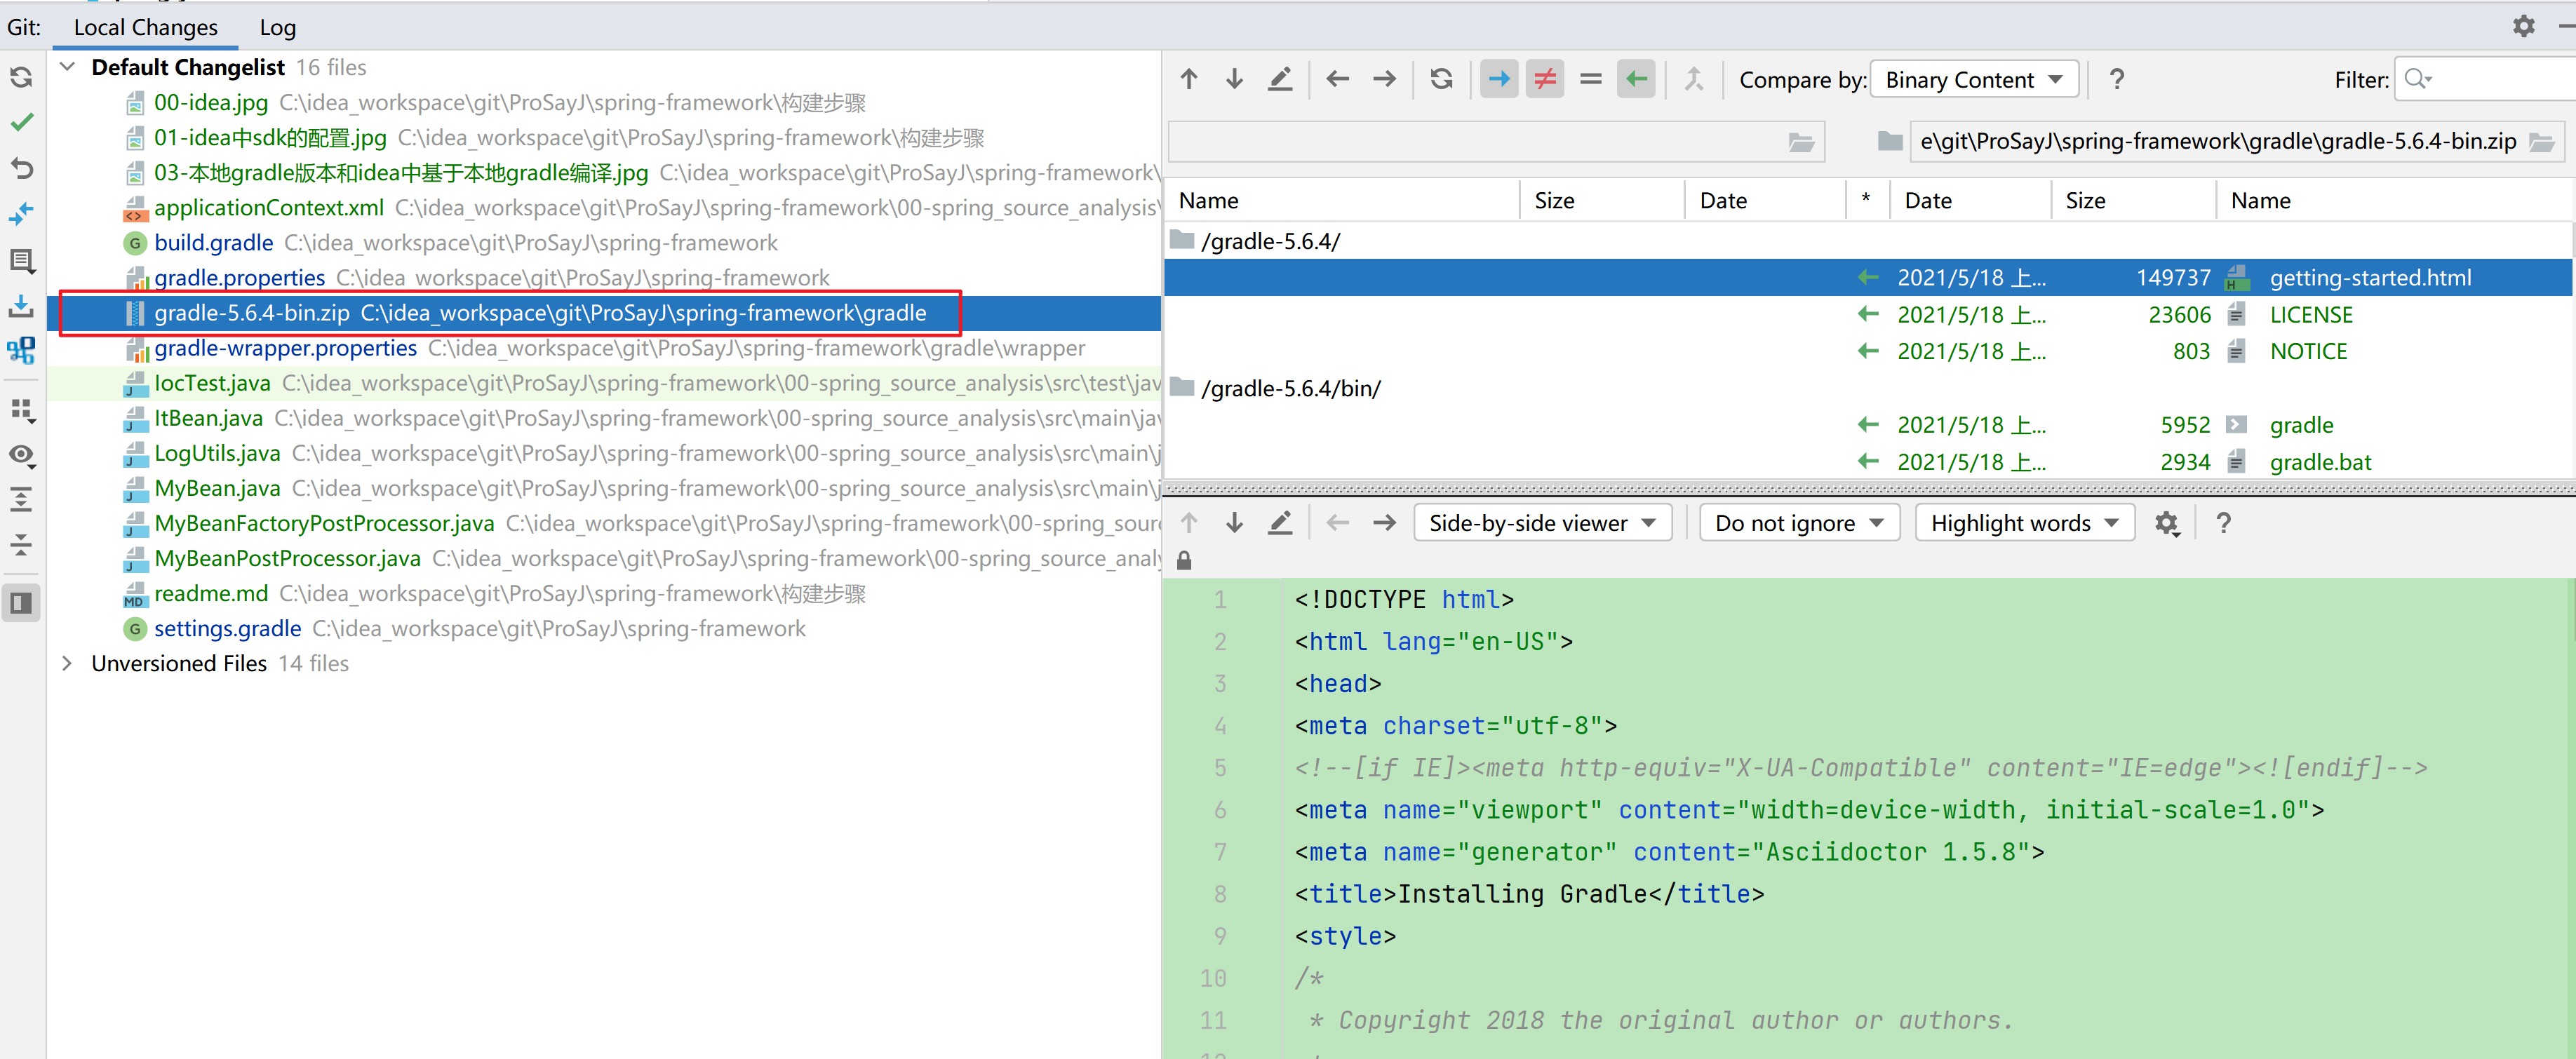 Git: Local Changes Log
Default Changelist 16 files
00-idea.jpg C:\idea_workspace\git\ProSayJ\spring-framework\构建步骤
01-idea中sdk的配置.jpg C:\idea_workspace\git\ProSayJ\spring-framework\构建步骤
03-本地gradle版本和idea中基于本地gradle编译.jpg C:\idea_workspace\git\ProSayJ\spring-framework\
applicationContext.xml C:\idea_workspace\git\ProSayJ\spring-framework\00-spring_source_analysis\
build.gradle C:\idea_workspace\git\ProSayJ\spring-framework
gradle.properties C:\idea_workspace\git\ProSayJ\spring-framework
gradle-5.6.4-bin.zip C:\idea_workspace\git\ProSayJ\spring-framework\gradle
gradle-wrapper.properties C:\idea_workspace\git\ProSayJ\spring-framework\gradle\wrapper
IocTest.java C:\idea_workspace\git\ProSayJ\spring-framework\00-spring_source_analysis\src\test\jav
ItBean.java C:\idea_workspace\git\ProSayJ\spring-framework\00-spring_source_analysis\src\main\jav
LogUtils.java C:\idea_workspace\git\ProSayJ\spring-framework\00-spring_source_analysis\src\main\j
MyBean.java C:\idea_workspace\git\ProSayJ\spring-framework\00-spring_source_analysis\src\main\j
MyBeanFactoryPostProcessor.java C:\idea_workspace\git\ProSayJ\spring-framework\00-spring_sour
MyBeanPostProcessor.java C:\idea_workspace\git\ProSayJ\spring-framework\00-spring_source_analy
readme.md C:\idea_workspace\git\ProSayJ\spring-framework\构建步骤
settings.gradle C:\idea_workspace\git\ProSayJ\spring-framework
Unversioned Files 14 files
Compare by: Binary Content ? Filter:
e\git\ProSayJ\spring-framework\gradle\gradle-5.6.4-bin.zip
Name Size Date * Date Size Name
/gradle-5.6.4/
2021/5/18 上... 149737 getting-started.html
2021/5/18 上... 23606 LICENSE
2021/5/18 上... 803 NOTICE
/gradle-5.6.4/bin/
2021/5/18 上... 5952 gradle
2021/5/18 上... 2934 gradle.bat
Side-by-side viewer Do not ignore Highlight words ?
1 <!DOCTYPE html>
2 <html lang="en-US">
3 <head>
4 <meta charset="utf-8">
5 <!--[if IE]><meta http-equiv="X-UA-Compatible" content="IE=edge"><![endif]-->
6 <meta name="viewport" content="width=device-width, initial-scale=1.0">
7 <meta name="generator" content="Asciidoctor 1.5.8">
8 <title>Installing Gradle</title>
9 <style>
10 /*
11 * Copyright 2018 the original author or authors.